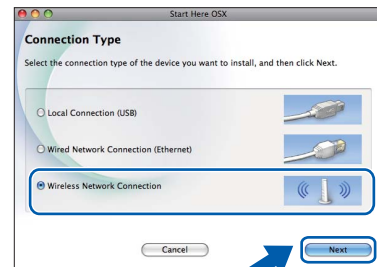 Start Here OSX
Connection Type
Select the connection type of the device you want to install, and then click Next.
Local Connection (USB)
Wired Network Connection (Ethernet)
Wireless Network Connection
Cancel
Next